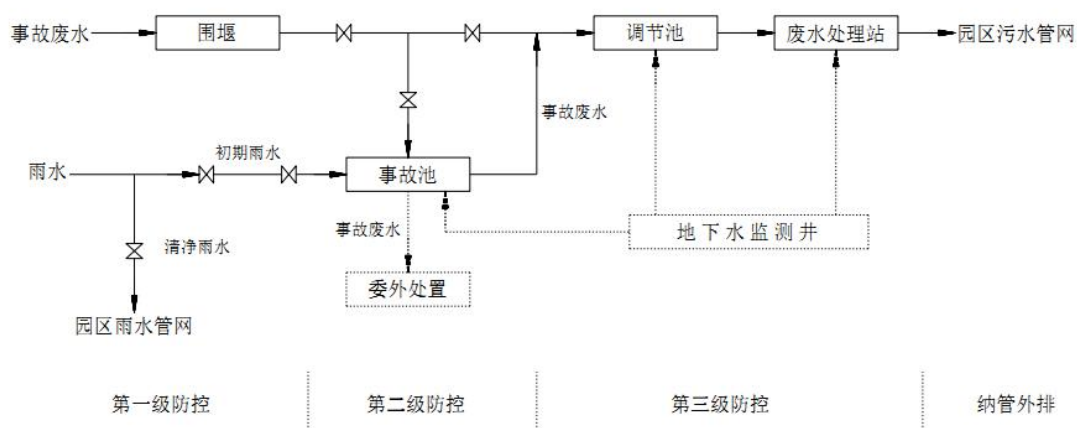 事故废水
围堰
调节池
废水处理站
园区污水管网
事故废水
初期雨水
雨水
事故池
清净雨水
事故废水
地下水监测井
委外处置
园区雨水管网
第一级防控
第二级防控
第三级防控
纳管外排